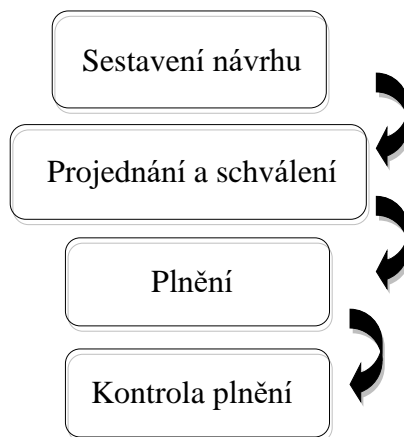 Sestavení návrhu
Projednání a schválení
Plnění
Kontrola plnění